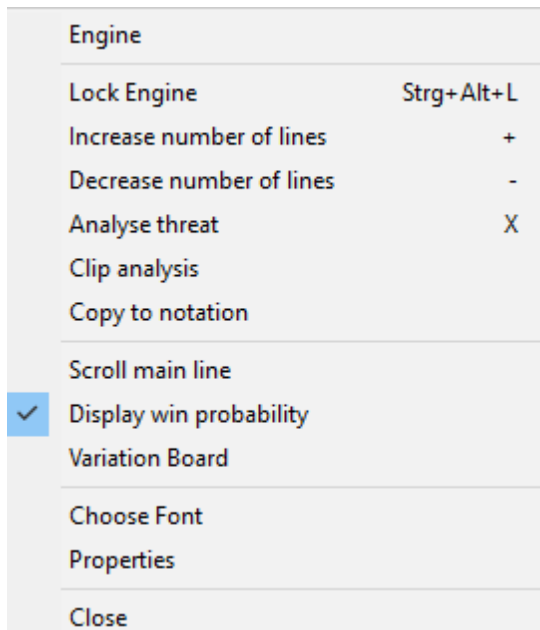 Engine
Lock Engine Strg+Alt+L
Increase number of lines +
Decrease number of lines -
Analyse threat X
Clip analysis
Copy to notation
Scroll main line
Display win probability
Variation Board
Choose Font
Properties
Close